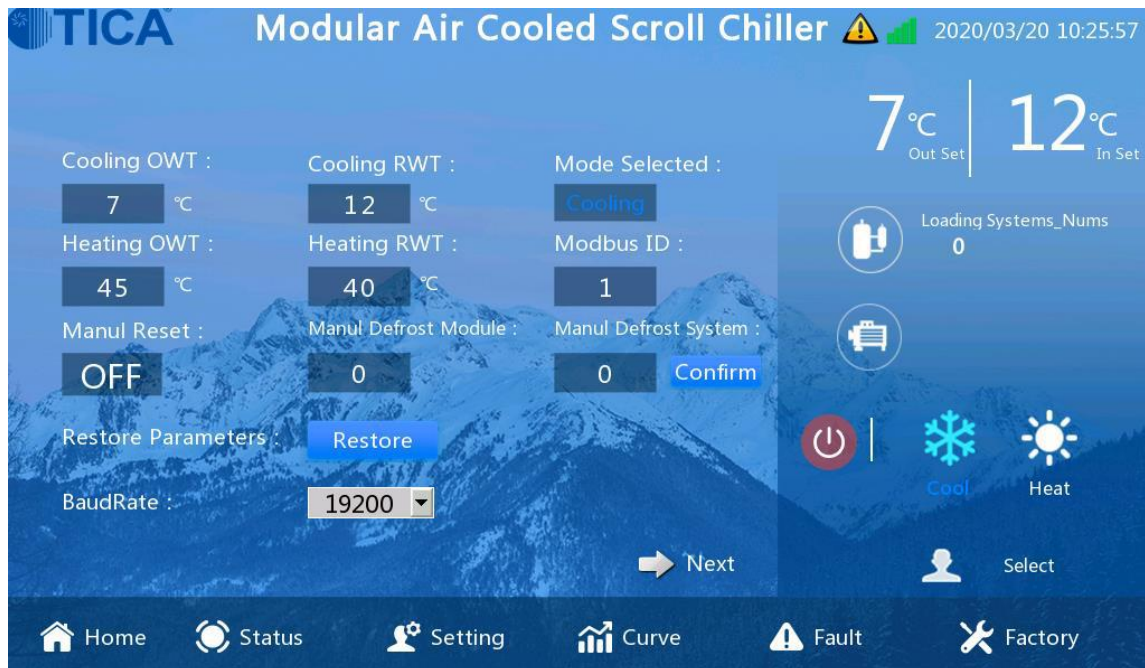 TICA Modular Air Cooled Scroll Chiller 2020/03/20 10:25:57
7 °C Out Set 12 °C In Set
Cooling OWT : Cooling RWT : Mode Selected :
7 °C 12 °C Cooling
Heating OWT : Heating RWT : Modbus ID :
45 °C 40 °C 1
Manul Reset : Manul Defrost Module : Manul Defrost System :
OFF 0 0 Confirm
Restore Parameters : Restore
BaudRate : 19200
Next
Loading Systems_Nums
0
Cool Heat
Select
Home Status Setting Curve Fault Factory